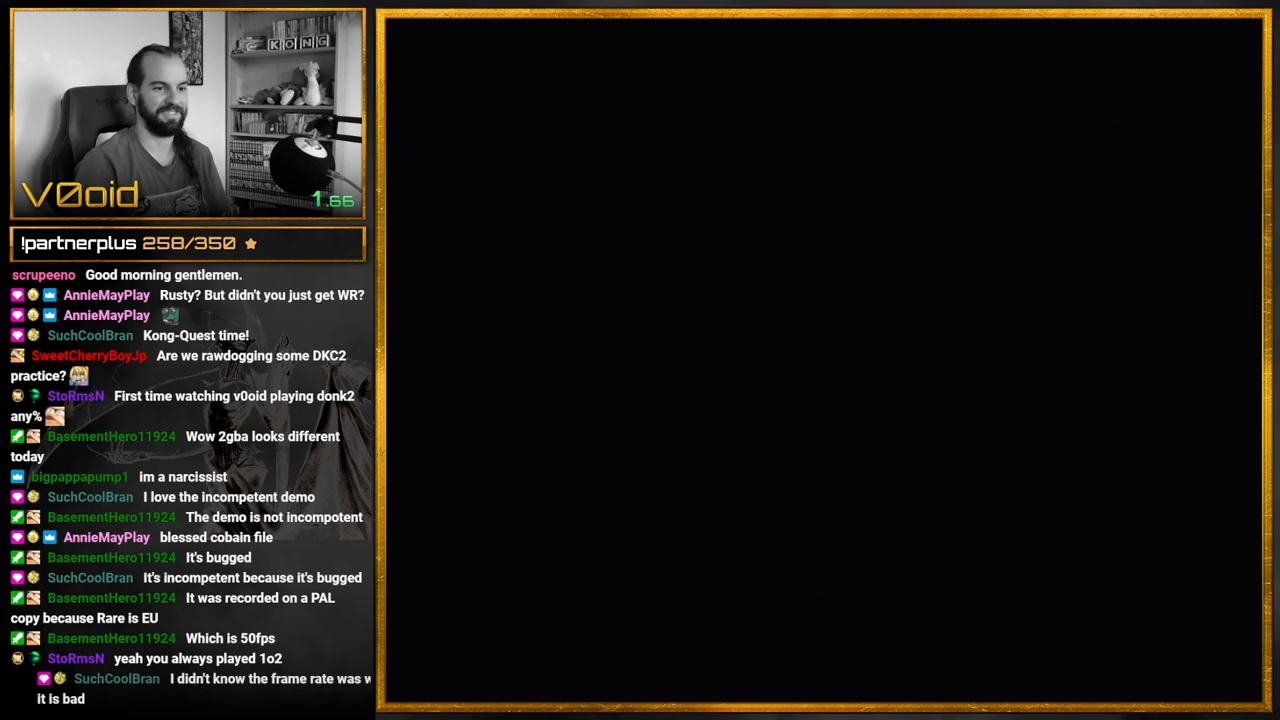 KONG
V0oid
1.66
!partnerplus 258/350
scrupeeno Good morning gentlemen.
AnnieMayPlay Rusty? But didn't you just get WR?
AnnieMayPlay
SuchCoolBran Kong-Quest time!
SweetCherryBoyJp Are we rawdogging some DKC2
practice?
StoRmsN First time watching v0oid playing donk2
any%
BasementHero11924 Wow 2gba looks different
today
bigpappapump1 im a narcissist
SuchCoolBran I love the incompetent demo
BasementHero11924 The demo is not incompotent
AnnieMayPlay blessed cobain file
BasementHero11924 It's bugged
SuchCoolBran It's incompetent because it's bugged
BasementHero11924 It was recorded on a PAL
copy because Rare Is EU
BasementHero11924 Which is 50fps
StoRmsN yeah you always played 1o2
SuchCoolBran I didn't know the frame rate was
it is bad